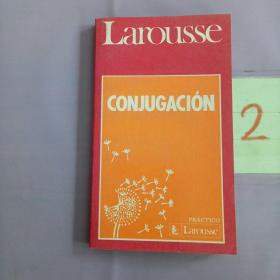 Larousse
CONJUGACIÓN
2
PRÁCTICO
Larousse